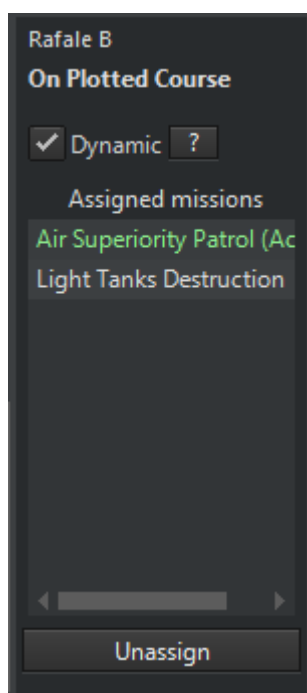 Rafale B
On Plotted Course
Dynamic ?
Assigned missions
Air Superiority Patrol (Ac
Light Tanks Destruction
Unassign